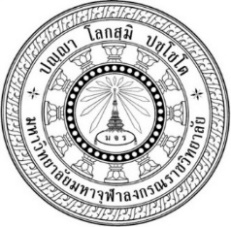 ปญฺญา โลกสฺมิ ปชฺโชโต
ม จ ร
มหาวิทยาลัยมหาจุฬาลงกรณราชวิทยาลัย